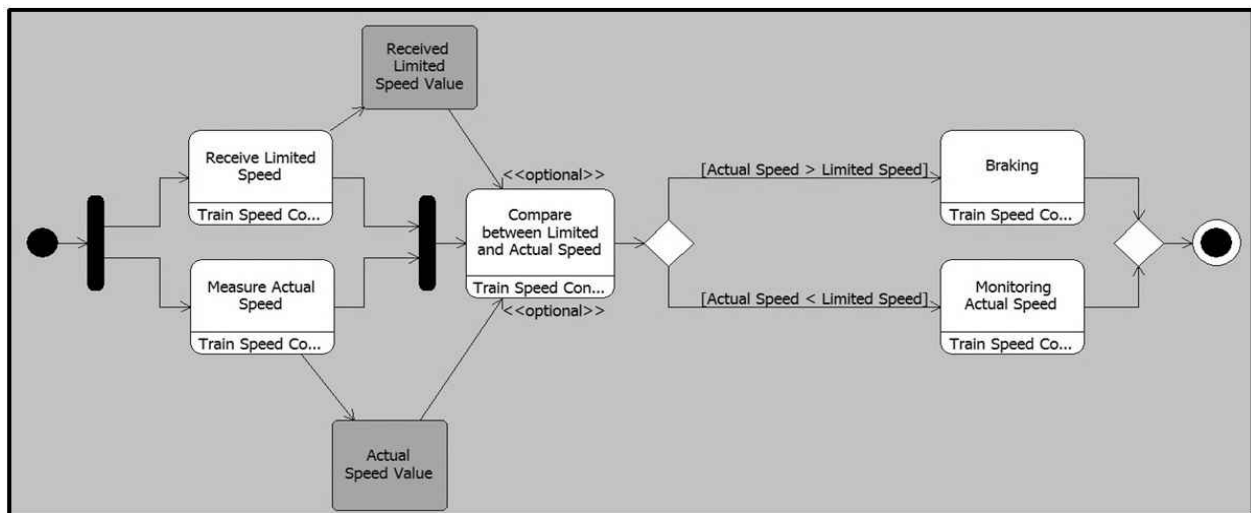 Received
Limited
Speed Value
Receive Limited
Speed
Train Speed Co...
Measure Actual
Speed
Train Speed Co...
Actual
Speed Value
<<optional>>
Compare
between Limited
and Actual Speed
Train Speed Con...
<<optional>>
[Actual Speed > Limited Speed]
[Actual Speed < Limited Speed]
Braking
Train Speed Co...
Monitoring
Actual Speed
Train Speed Co...